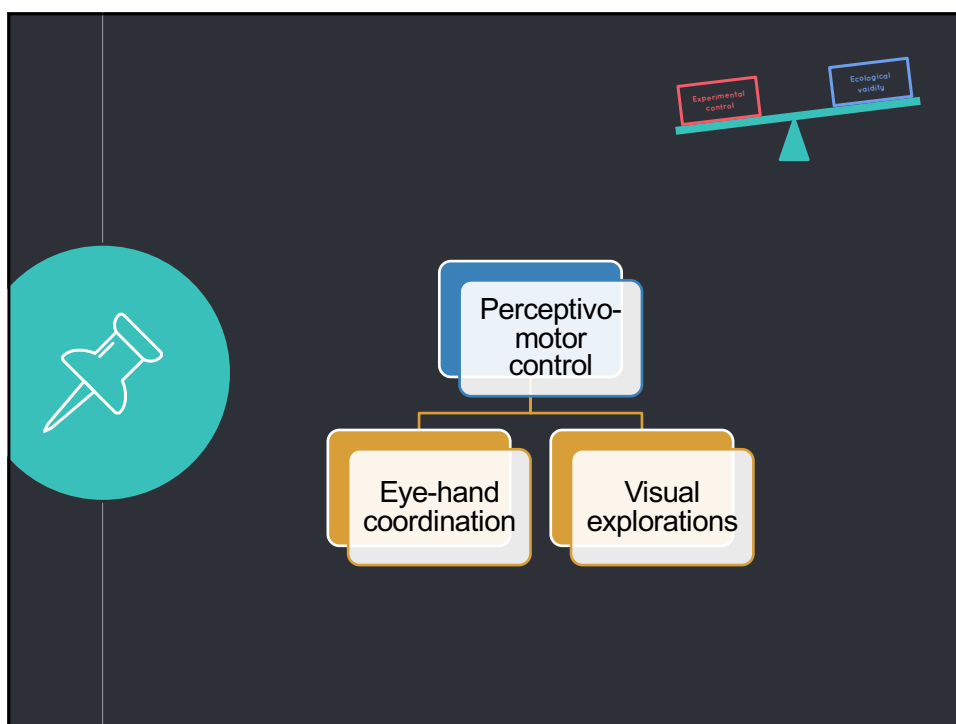 Experimental
control
Ecological
vaidity
Perceptivo-
motor
control
Eye-hand
coordination
Visual
explorations